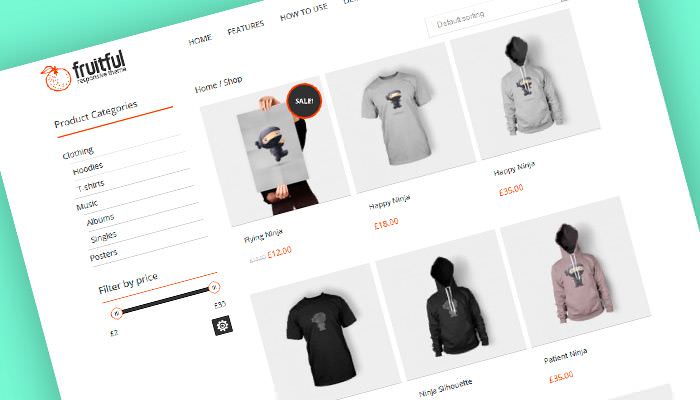 fruitful
responsive theme
HOME
FEATURES
HOW TO USE
Default sorting
Home / Shop
Product Categories
Clothing
Hoodies
T-shirts
Music
Albums
Singles
Posters
Filter by price
£2
£35
SALE!
Flying Ninja
£12.00
Happy Ninja
£18.00
Happy Ninja
£35.00
Ninja Silhouette
Patient Ninja
£35.00